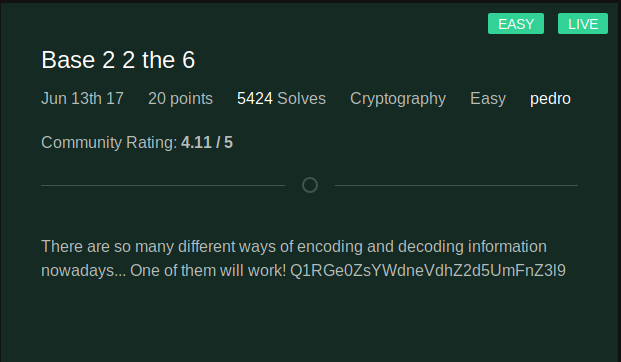 EASY LIVE
Base 2 2 the 6
Jun 13th 17 20 points 5424 Solves Cryptography Easy pedro
Community Rating: 4.11 / 5
There are so many different ways of encoding and decoding information
nowadays... One of them will work! Q1RGe0ZsYWdneVdhZ2d5UmFnZ3l9